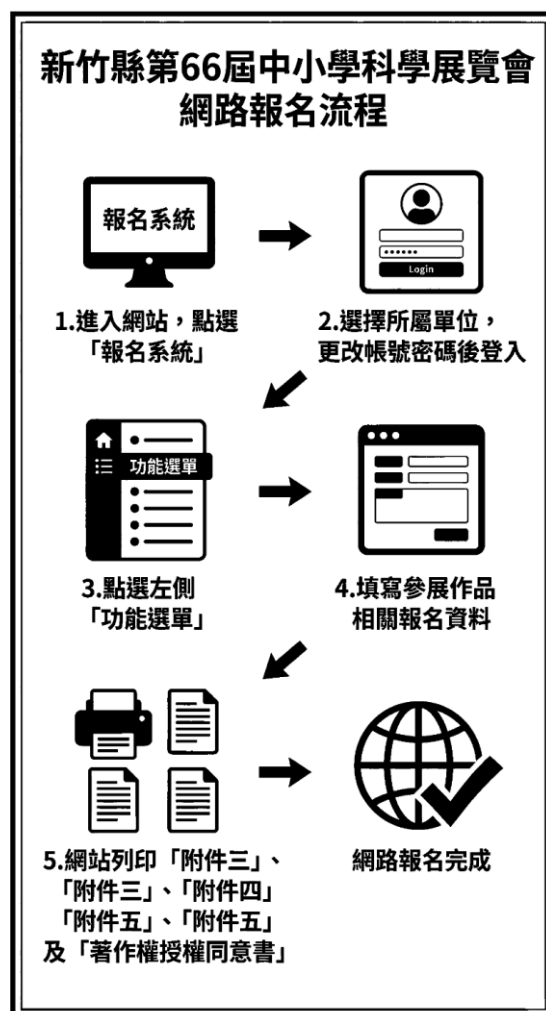 新竹縣第66屆中小學科學展覽會
網路報名流程
報名系統
Login
1.進入網站，點選
「報名系統」
2.選擇所屬單位，
更改帳號密碼後登入
功能選單
3.點選左側
「功能選單」
4.填寫參展作品
相關報名資料
5.網站列印「附件三」、
「附件三」、「附件四」
「附件五」、「附件五」
及「著作權授權同意書」
網路報名完成